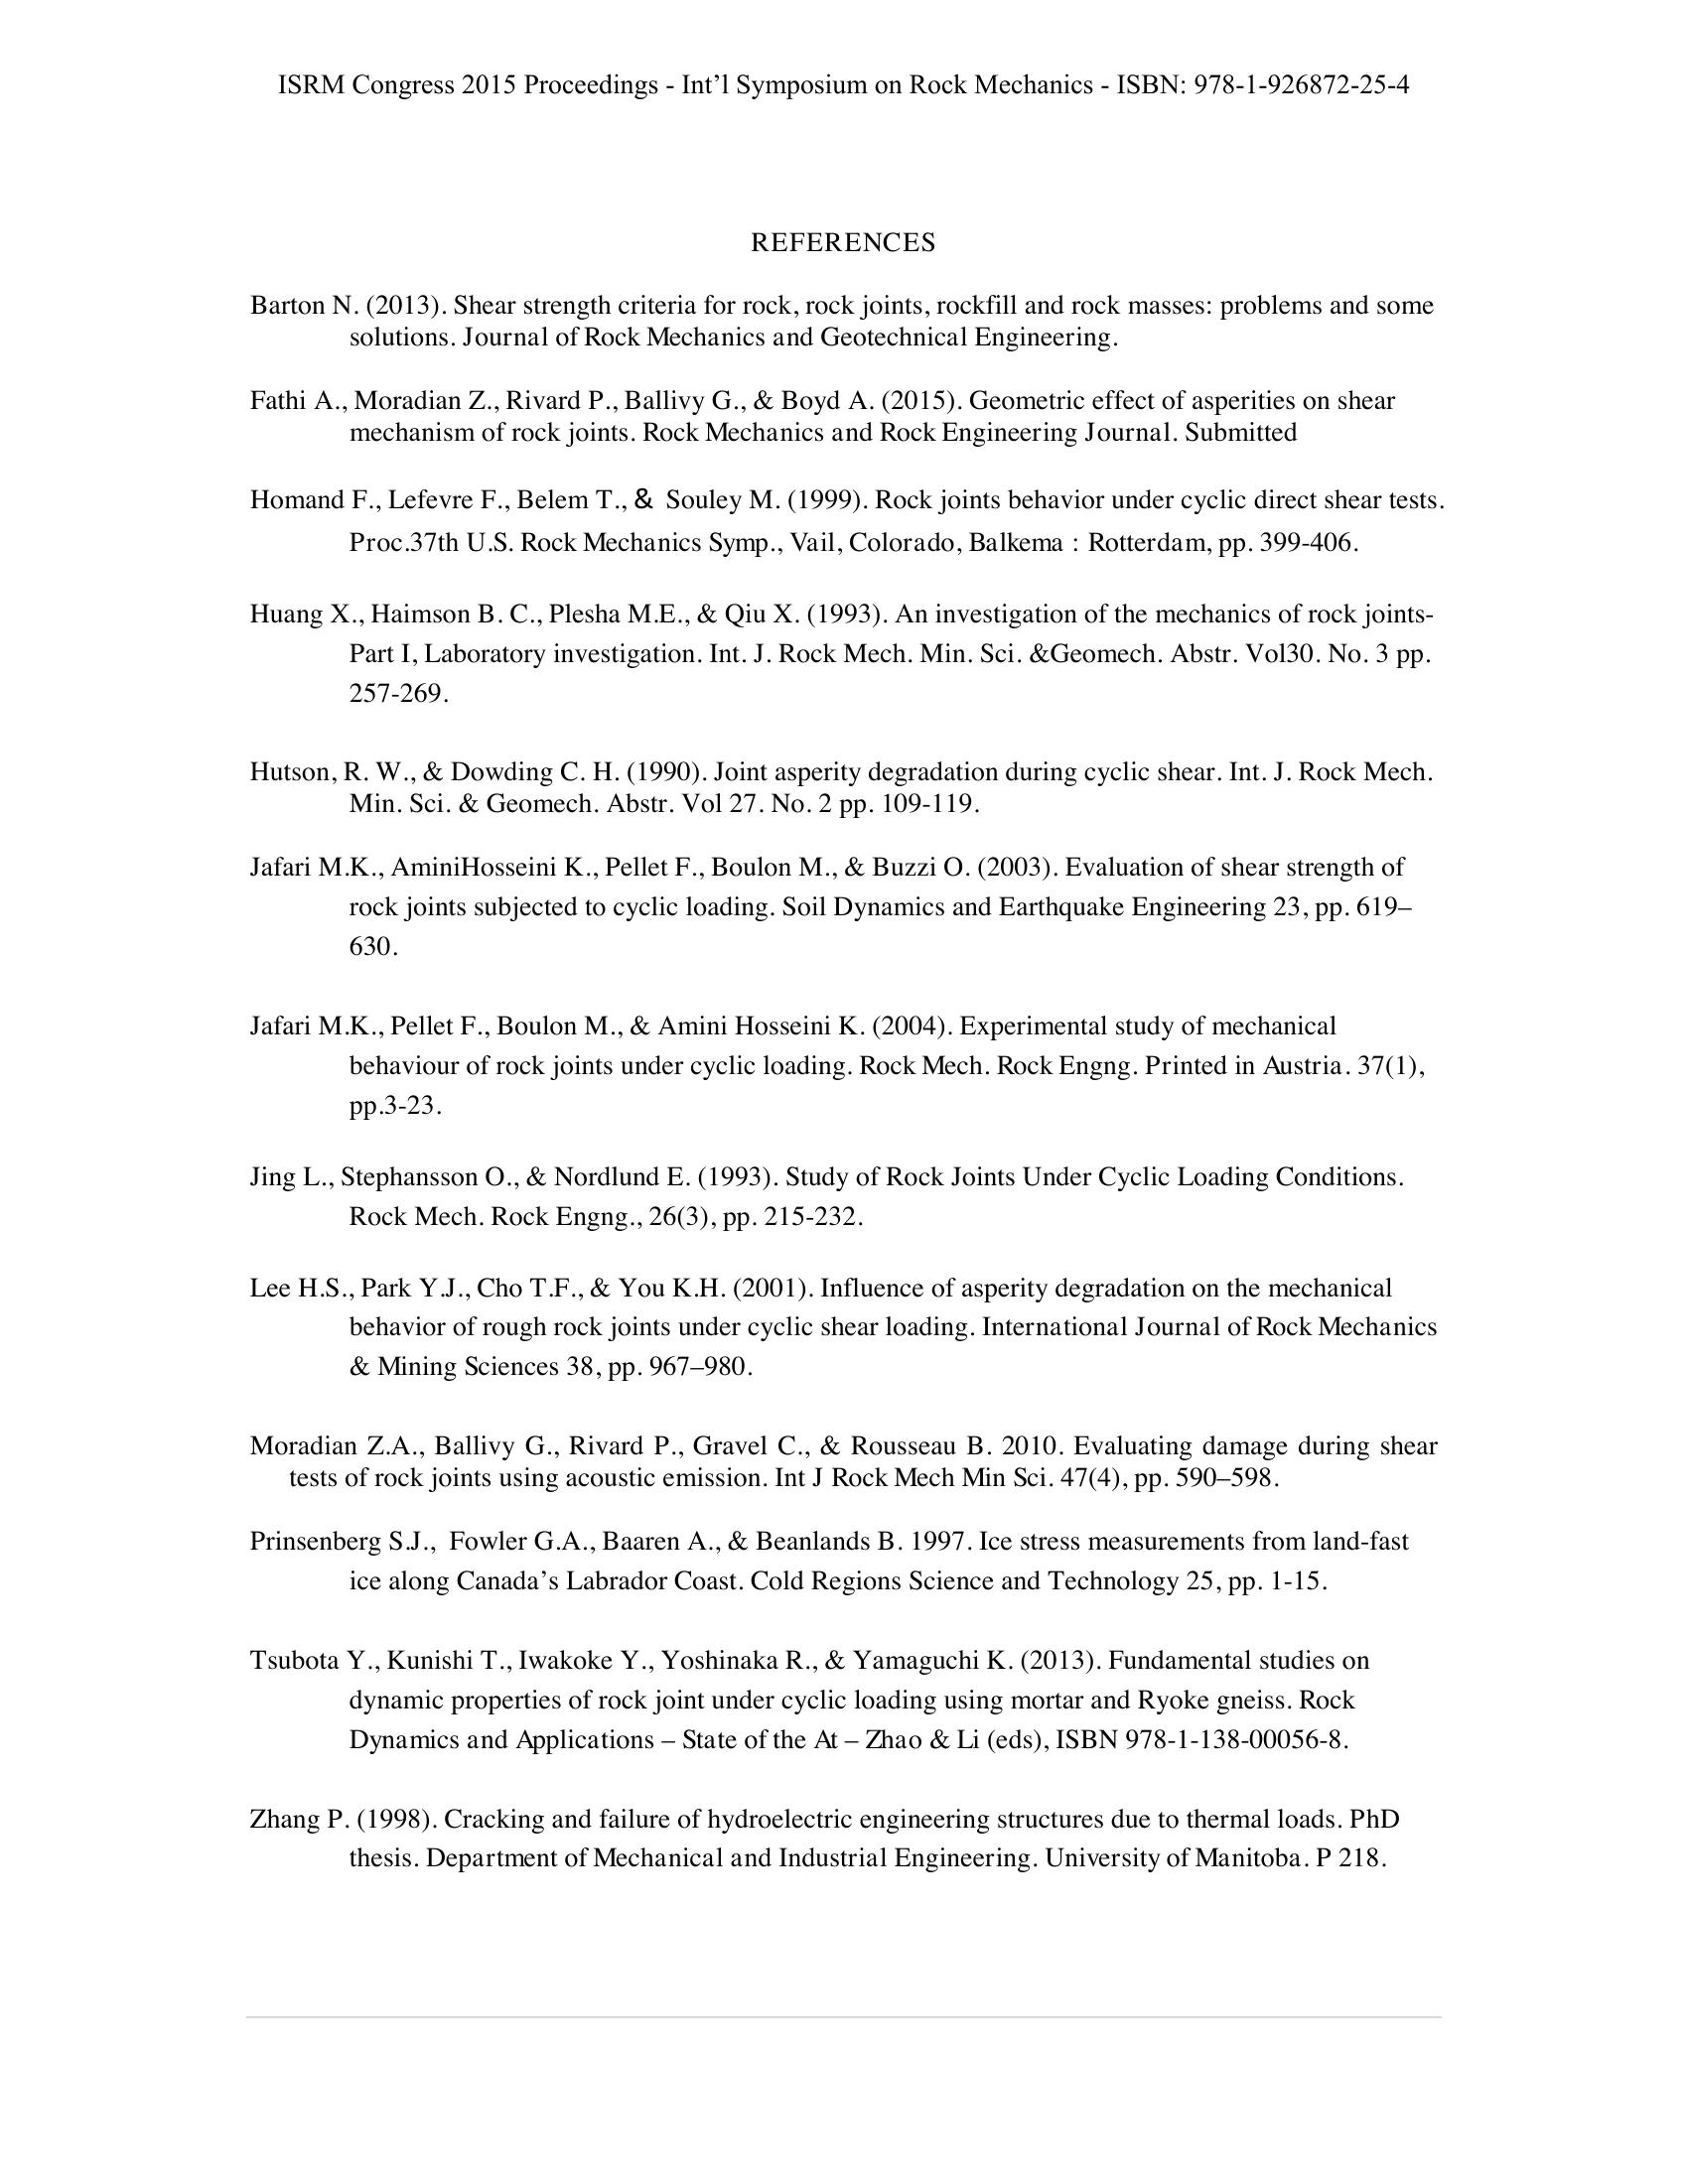 ISRM Congress 2015 Proceedings - Int’l Symposium on Rock Mechanics - ISBN: 978-1-926872-25-4
REFERENCES
Barton N. (2013). Shear strength criteria for rock, rock joints, rockfill and rock masses: problems and some
solutions. Journal of Rock Mechanics and Geotechnical Engineering.
Fathi A., Moradian Z., Rivard P., Ballivy G., & Boyd A. (2015). Geometric effect of asperities on shear
mechanism of rock joints. Rock Mechanics and Rock Engineering Journal. Submitted
Homand F., Lefevre F., Belem T., & Souley M. (1999). Rock joints behavior under cyclic direct shear tests.
Proc.37th U.S. Rock Mechanics Symp., Vail, Colorado, Balkema : Rotterdam, pp. 399-406.
Huang X., Haimson B. C., Plesha M.E., & Qiu X. (1993). An investigation of the mechanics of rock joints-
Part I, Laboratory investigation. Int. J. Rock Mech. Min. Sci. &Geomech. Abstr. Vol30. No. 3 pp.
257-269.
Hutson, R. W., & Dowding C. H. (1990). Joint asperity degradation during cyclic shear. Int. J. Rock Mech.
Min. Sci. & Geomech. Abstr. Vol 27. No. 2 pp. 109-119.
Jafari M.K., AminiHosseini K., Pellet F., Boulon M., & Buzzi O. (2003). Evaluation of shear strength of
rock joints subjected to cyclic loading. Soil Dynamics and Earthquake Engineering 23, pp. 619–
630.
Jafari M.K., Pellet F., Boulon M., & Amini Hosseini K. (2004). Experimental study of mechanical
behaviour of rock joints under cyclic loading. Rock Mech. Rock Engng. Printed in Austria. 37(1),
pp.3-23.
Jing L., Stephansson O., & Nordlund E. (1993). Study of Rock Joints Under Cyclic Loading Conditions.
Rock Mech. Rock Engng., 26(3), pp. 215-232.
Lee H.S., Park Y.J., Cho T.F., & You K.H. (2001). Influence of asperity degradation on the mechanical
behavior of rough rock joints under cyclic shear loading. International Journal of Rock Mechanics
& Mining Sciences 38, pp. 967–980.
Moradian Z.A., Ballivy G., Rivard P., Gravel C., & Rousseau B. 2010. Evaluating damage during shear
tests of rock joints using acoustic emission. Int J Rock Mech Min Sci. 47(4), pp. 590–598.
Prinsenberg S.J., Fowler G.A., Baaren A., & Beanlands B. 1997. Ice stress measurements from land-fast
ice along Canada’s Labrador Coast. Cold Regions Science and Technology 25, pp. 1-15.
Tsubota Y., Kunishi T., Iwakoke Y., Yoshinaka R., & Yamaguchi K. (2013). Fundamental studies on
dynamic properties of rock joint under cyclic loading using mortar and Ryoke gneiss. Rock
Dynamics and Applications – State of the At – Zhao & Li (eds), ISBN 978-1-138-00056-8.
Zhang P. (1998). Cracking and failure of hydroelectric engineering structures due to thermal loads. PhD
thesis. Department of Mechanical and Industrial Engineering. University of Manitoba. P 218.